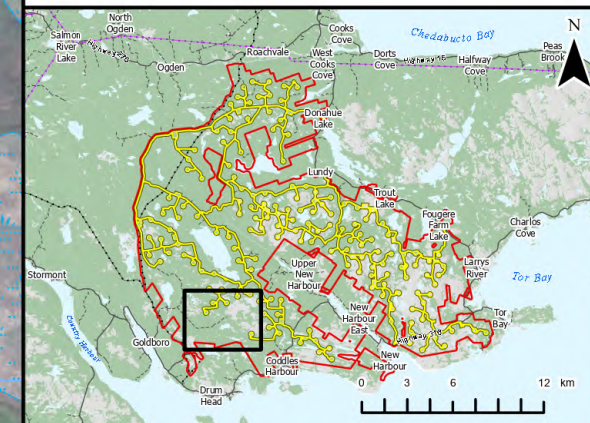 North
Ogden
Salmon
River
Lake
Highway 276
Ogden
Roachvale
Cooks
Cove
West
Cooks
Cove
Dorts
Cove
Chedabucto Bay
Highway 16
Halfway
Cove
Peas
Brook
N
Donahue
Lake
Lundy
Trout
Lake
Fougere
Farm
Lake
Charlos
Cove
Larrys
River
Tor Bay
Upper
New
Harbour
Stormont
Country Harbour
New
Harbour
East
Tor
Bay
Highway 316
Goldboro
Coddles
Harbour
New
Harbour
Drum
Head
0 3 6 12 km